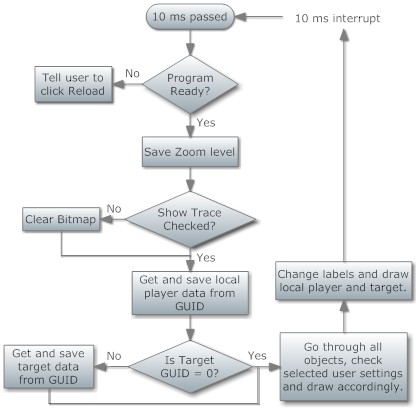 10 ms passed
10 ms interrupt
Tell user to
click Reload
No
Program
Ready?
Yes
Save Zoom level
Clear Bitmap
No
Show Trace
Checked?
Yes
Get and save local
player data from
GUID
Change labels and draw
local player and target.
Get and save
target data
from GUID
No
Is Target
GUID = 0?
Yes
Go through all
objects, check
selected user settings
and draw accordingly.